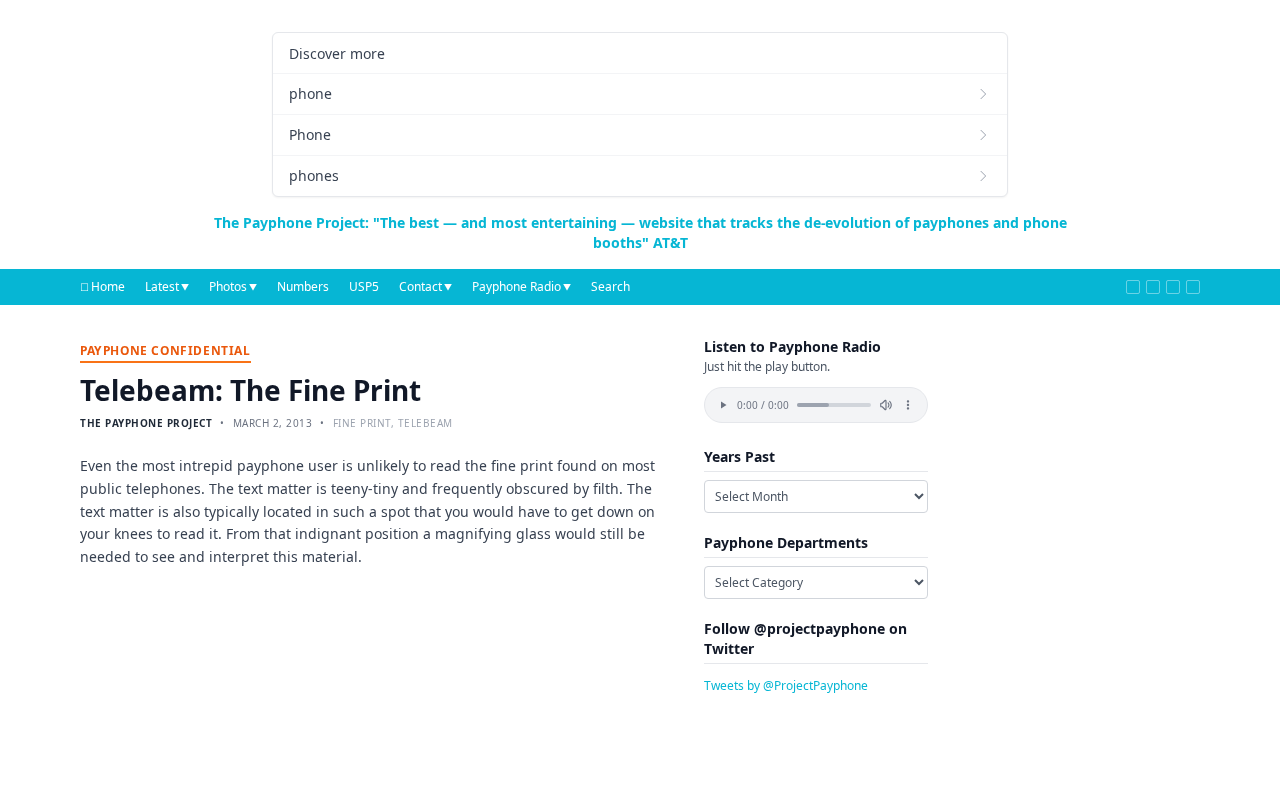 Discover more
phone
Phone
phones
The Payphone Project: "The best — and most entertaining — website that tracks the de-evolution of payphones and phone
booths" AT&T
Home Latest Photos Numbers USP5 Contact Payphone Radio Search
PAYPHONE CONFIDENTIAL
Telebeam: The Fine Print
THE PAYPHONE PROJECT • MARCH 2, 2013 • FINE PRINT, TELEBEAM
Even the most intrepid payphone user is unlikely to read the fine print found on most
public telephones. The text matter is teeny-tiny and frequently obscured by filth. The
text matter is also typically located in such a spot that you would have to get down on
your knees to read it. From that indignant position a magnifying glass would still be
needed to see and interpret this material.
Listen to Payphone Radio
Just hit the play button.
0:00 / 0:00
Years Past
Select Month
Payphone Departments
Select Category
Follow @projectpayphone on
Twitter
Tweets by @ProjectPayphone